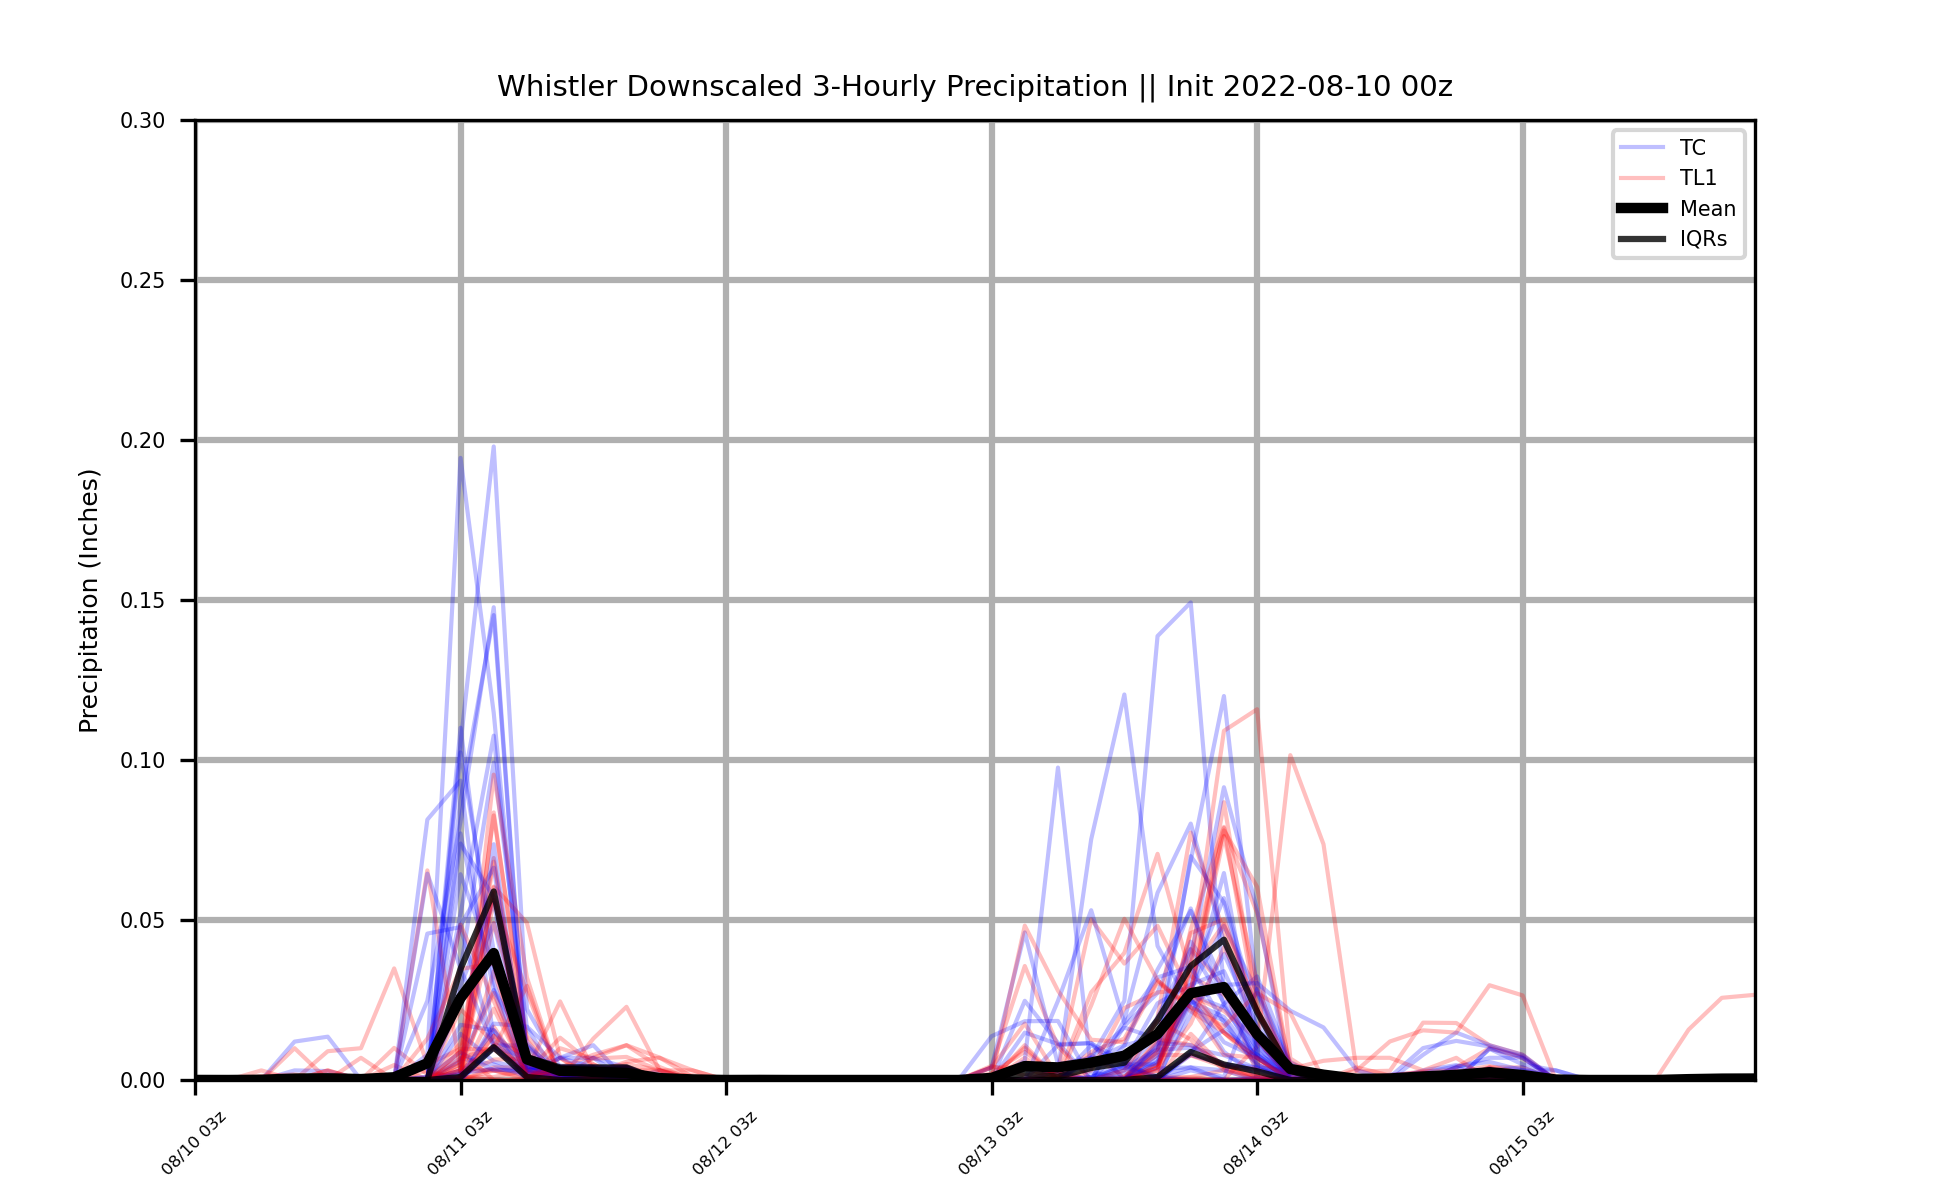 Whistler Downscaled 3-Hourly Precipitation || Init 2022-08-10 00z
TC
TL1
Mean
IQRs
Precipitation (Inches)
0.30
0.25
0.20
0.15
0.10
0.05
0.00
08/10 03z
08/11 03z
08/12 03z
08/13 03z
08/14 03z
08/15 03z